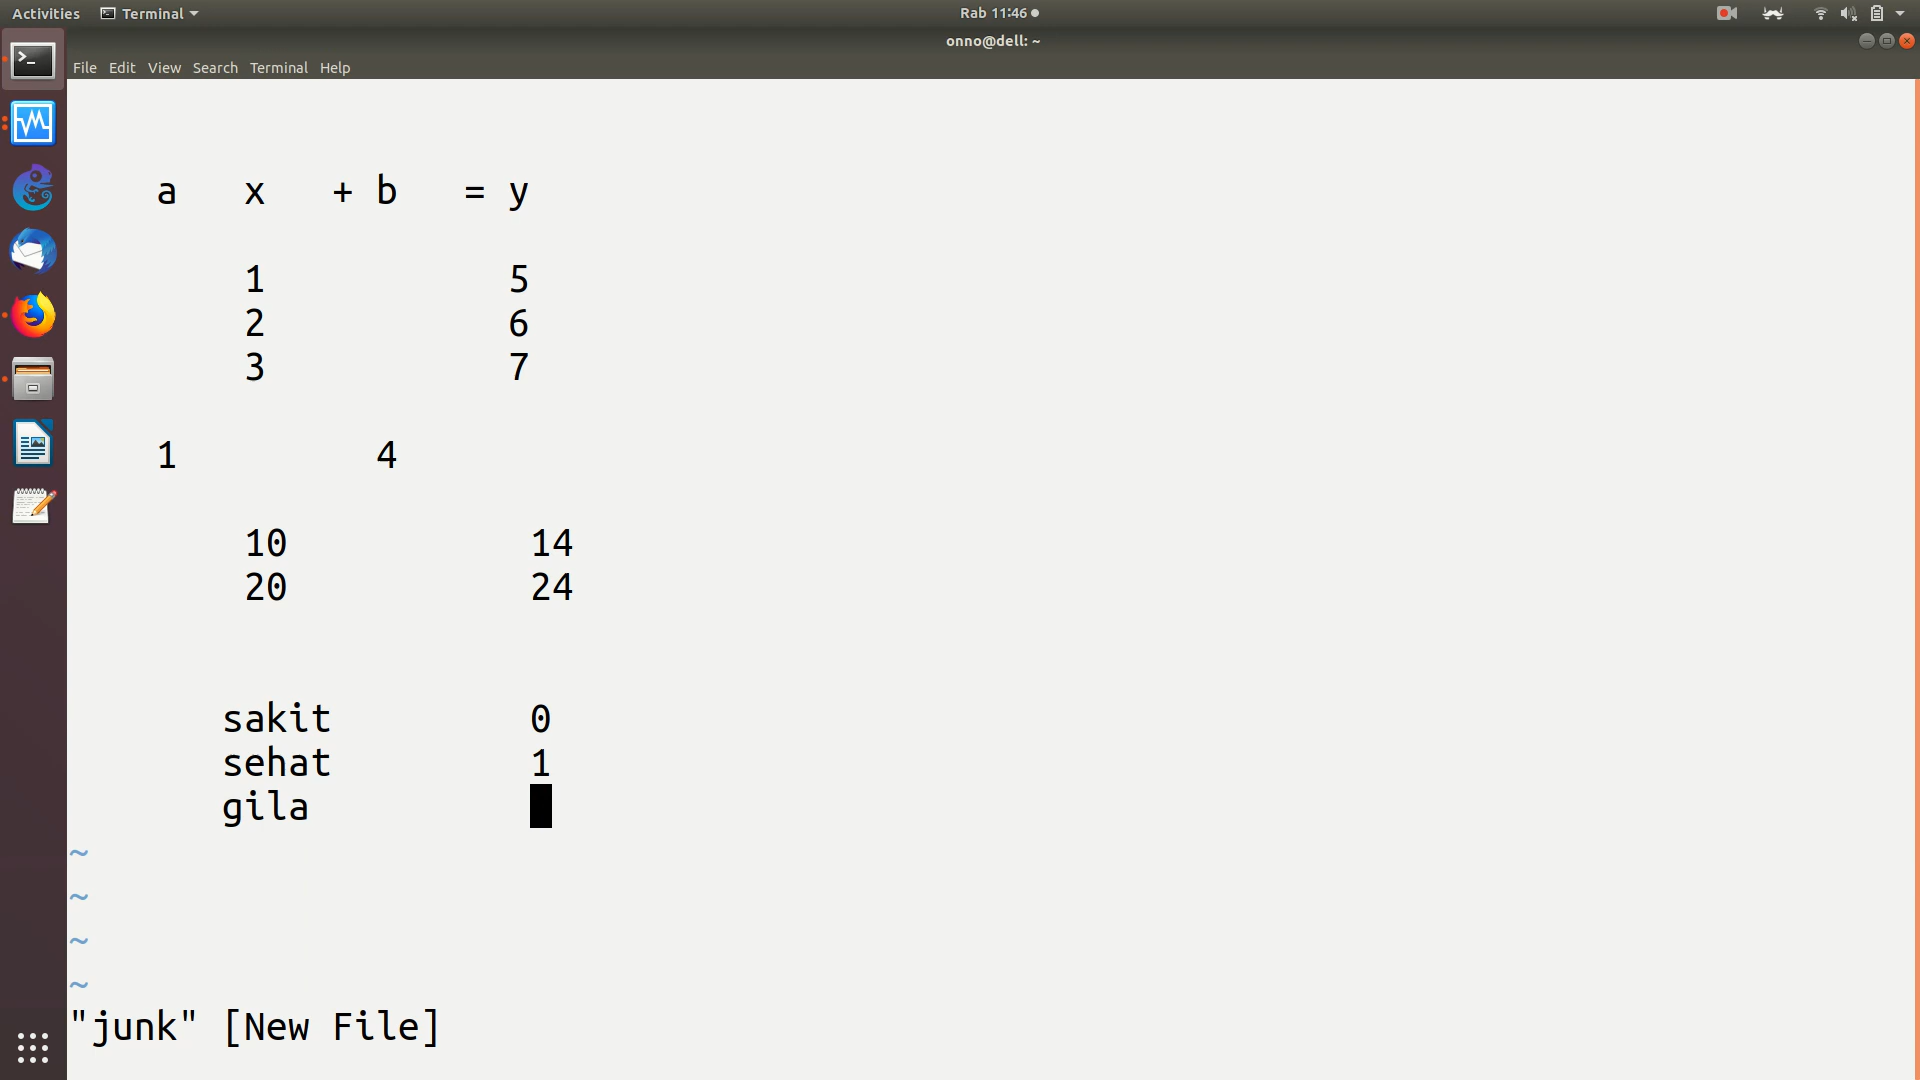 Activities Terminal Rab 11:46
onno@dell: ~
File Edit View Search Terminal Help
a x + b = y
1 5
2 6
3 7
1 4
10 14
20 24
sakit 0
sehat 1
gila
~
~
~
~
"junk" [New File]